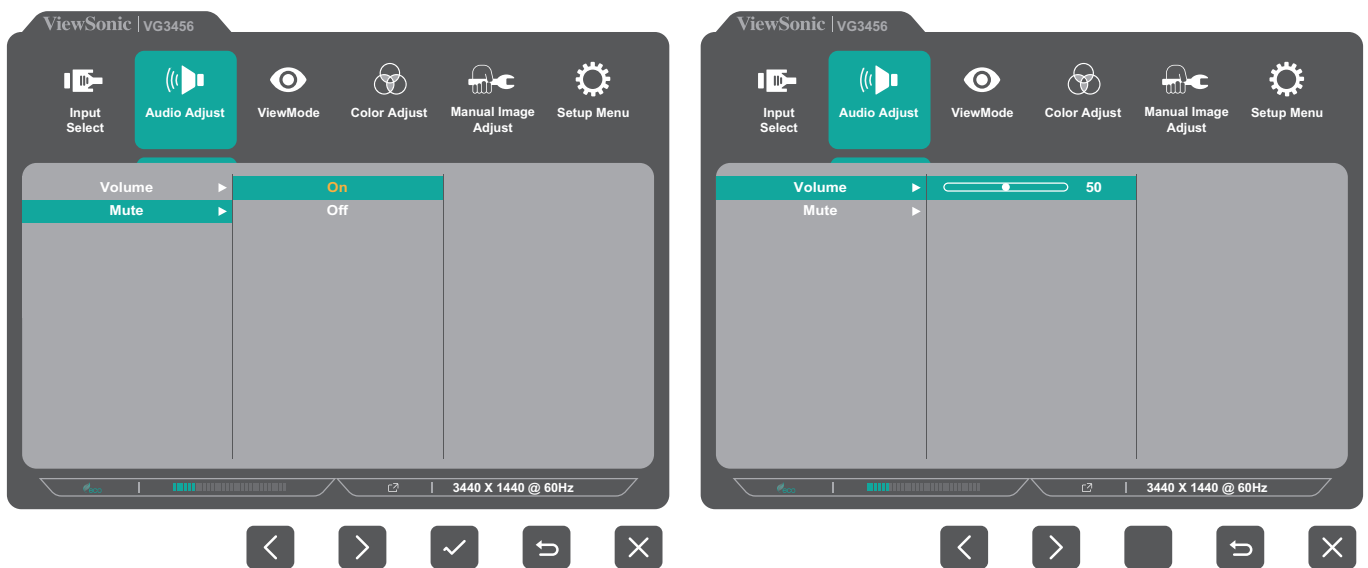 ViewSonic | VG3456
Input Select
Audio Adjust
ViewMode
Color Adjust
Manual Image Adjust
Setup Menu
Volume
On
Mute
Off
eco
3440 X 1440 @ 60Hz
ViewSonic | VG3456
Input Select
Audio Adjust
ViewMode
Color Adjust
Manual Image Adjust
Setup Menu
Volume
50
Mute
eco
3440 X 1440 @ 60Hz